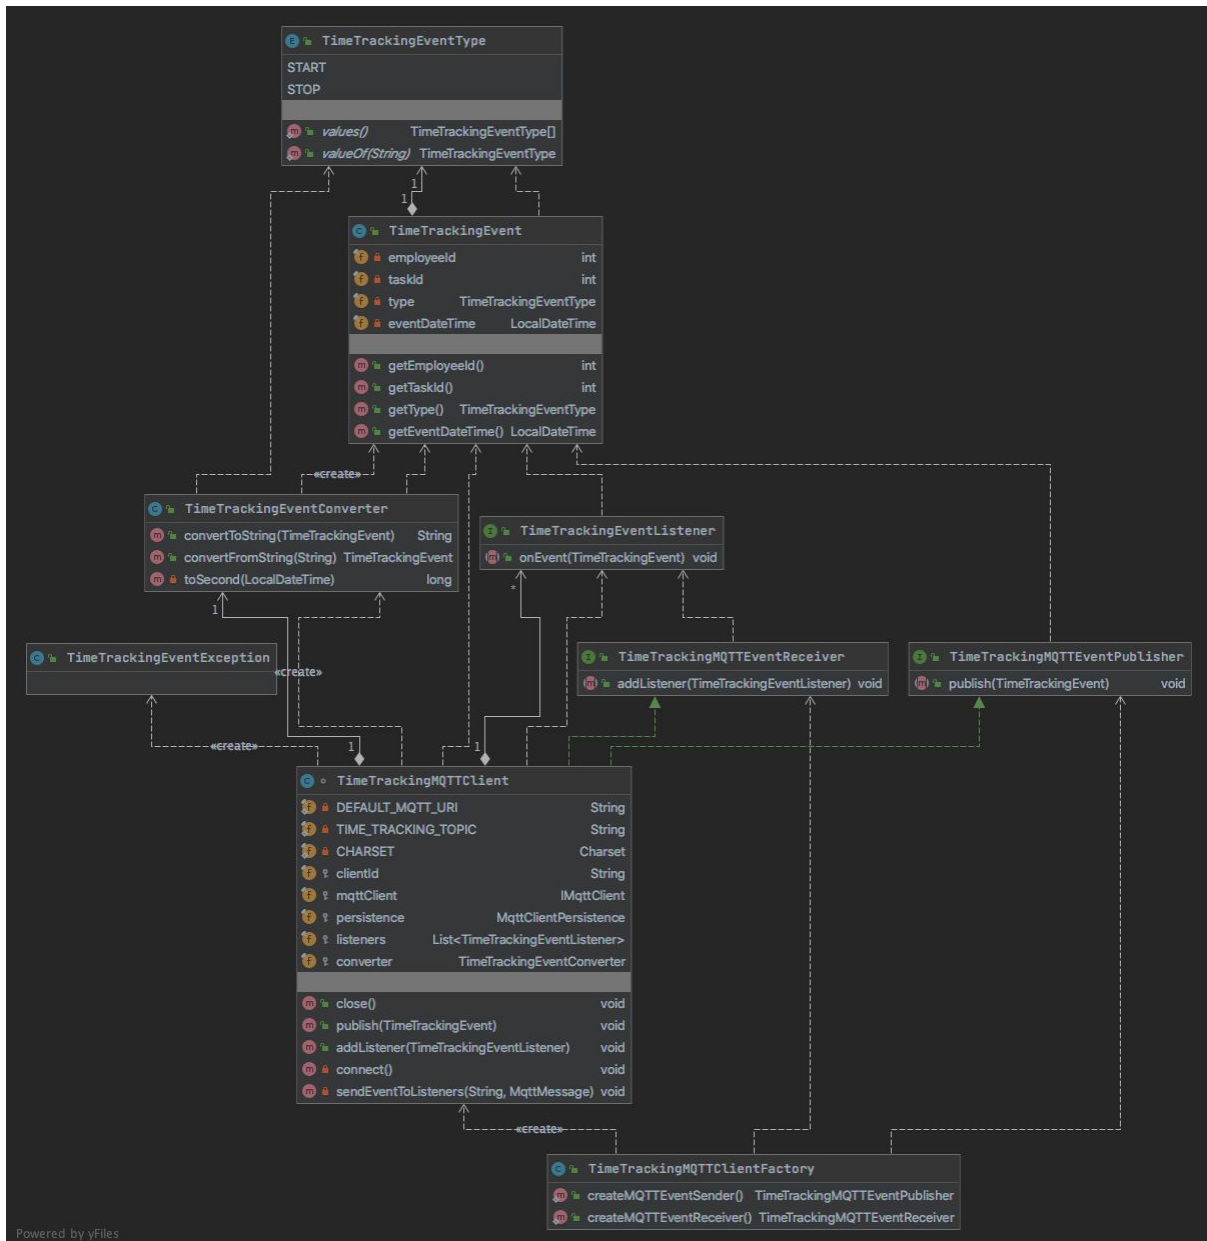 TimeTrackingEventType
START
STOP
values() TimeTrackingEventType[]
valueOf(String) TimeTrackingEventType
1
1
TimeTrackingEvent
employeeId int
taskId int
type TimeTrackingEventType
eventDateTime LocalDateTime
getEmployeeId() int
getTaskId() int
getType() TimeTrackingEventType
getEventDateTime() LocalDateTime
«create»
TimeTrackingEventConverter
convertToString(TimeTrackingEvent) String
convertFromString(String) TimeTrackingEvent
toSecond(LocalDateTime) long
TimeTrackingEventListener
onEvent(TimeTrackingEvent) void
1
*
TimeTrackingEventException
«create»
TimeTrackingMQTTEventReceiver
addListener(TimeTrackingEventListener) void
TimeTrackingMQTTEventPublisher
publish(TimeTrackingEvent) void
«create»
1
1
TimeTrackingMQTTClient
DEFAULT_MQTT_URI String
TIME_TRACKING_TOPIC String
CHARSET Charset
clientId String
mqttClient IMqttClient
persistence MqttClientPersistence
listeners List<TimeTrackingEventListener>
converter TimeTrackingEventConverter
close() void
publish(TimeTrackingEvent) void
addListener(TimeTrackingEventListener) void
connect() void
sendEventToListeners(String, MqttMessage) void
«create»
TimeTrackingMQTTClientFactory
createMQTTEventSender() TimeTrackingMQTTEventPublisher
createMQTTEventReceiver() TimeTrackingMQTTEventReceiver
Powered by yFiles